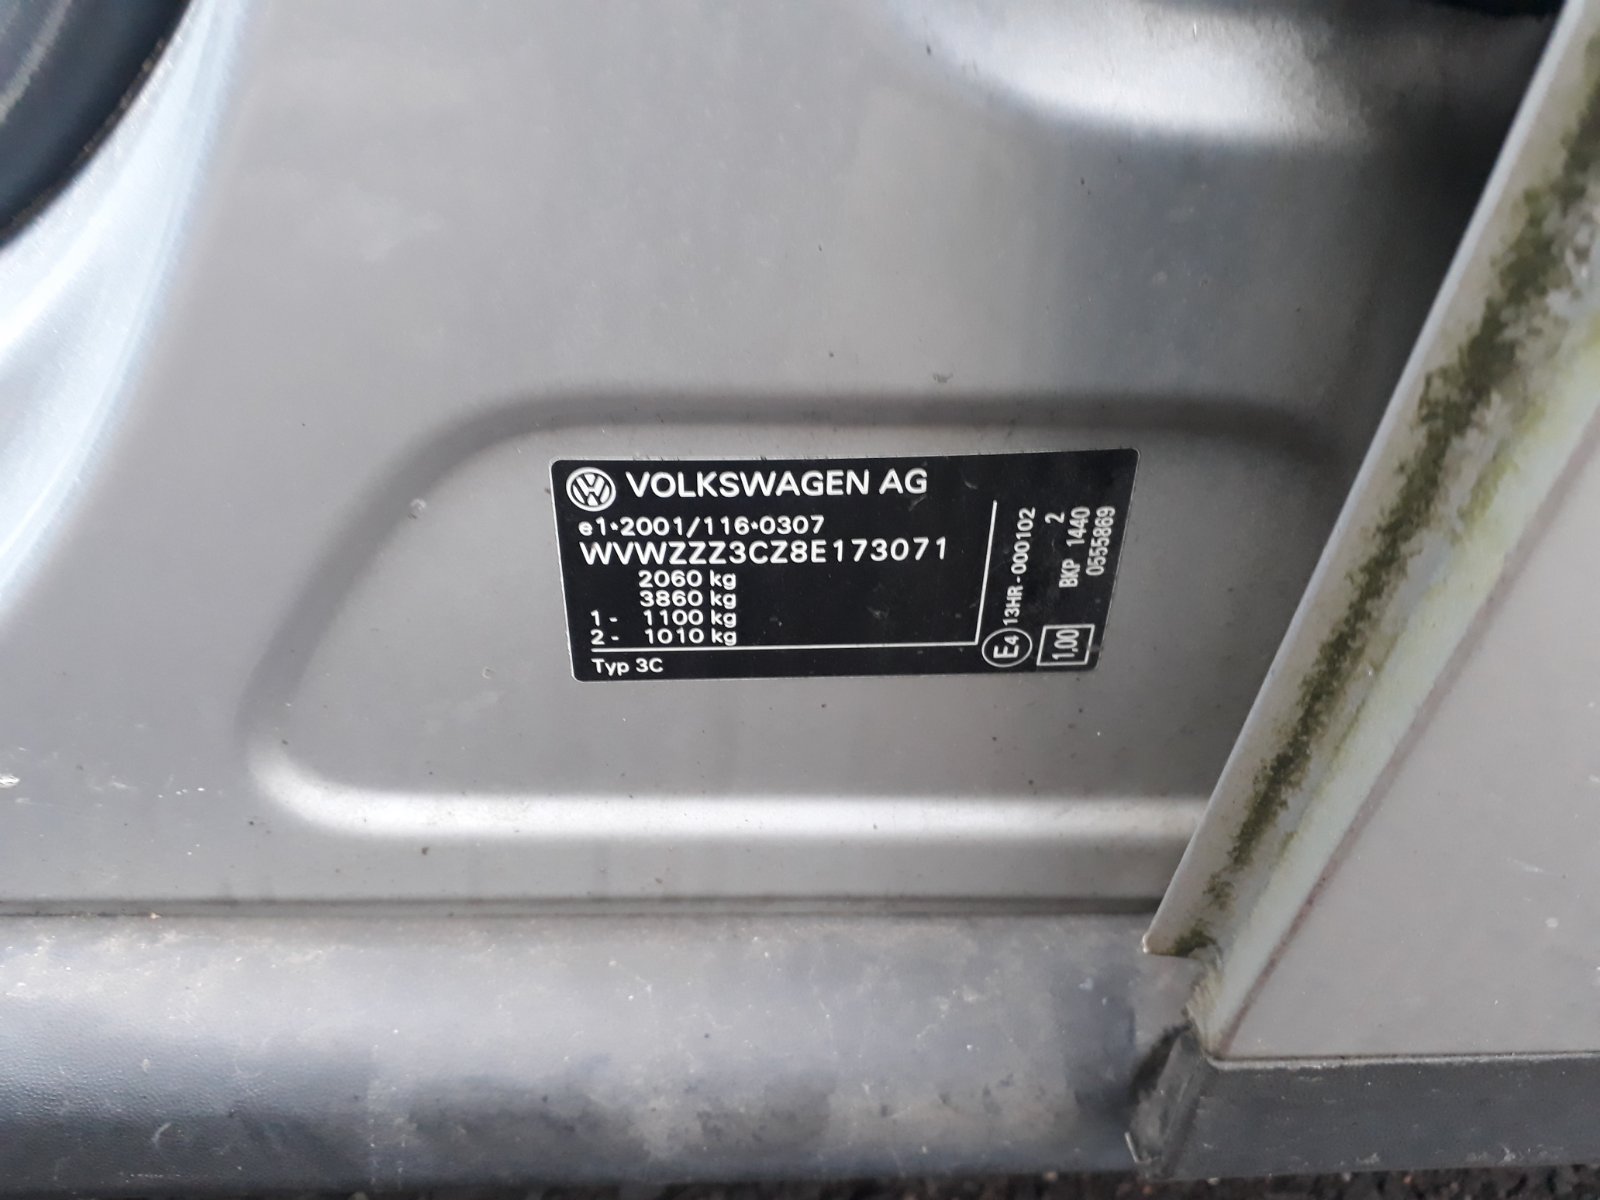 VOLKSWAGEN AG
e1*2001/116*0307
WVWZZZ3CZ8E173071
2060 kg
3860 kg
1 - 1100 kg
2 - 1010 kg
Typ 3C
E4 13HR-000102
1,00 2
BKP 1440
0555869